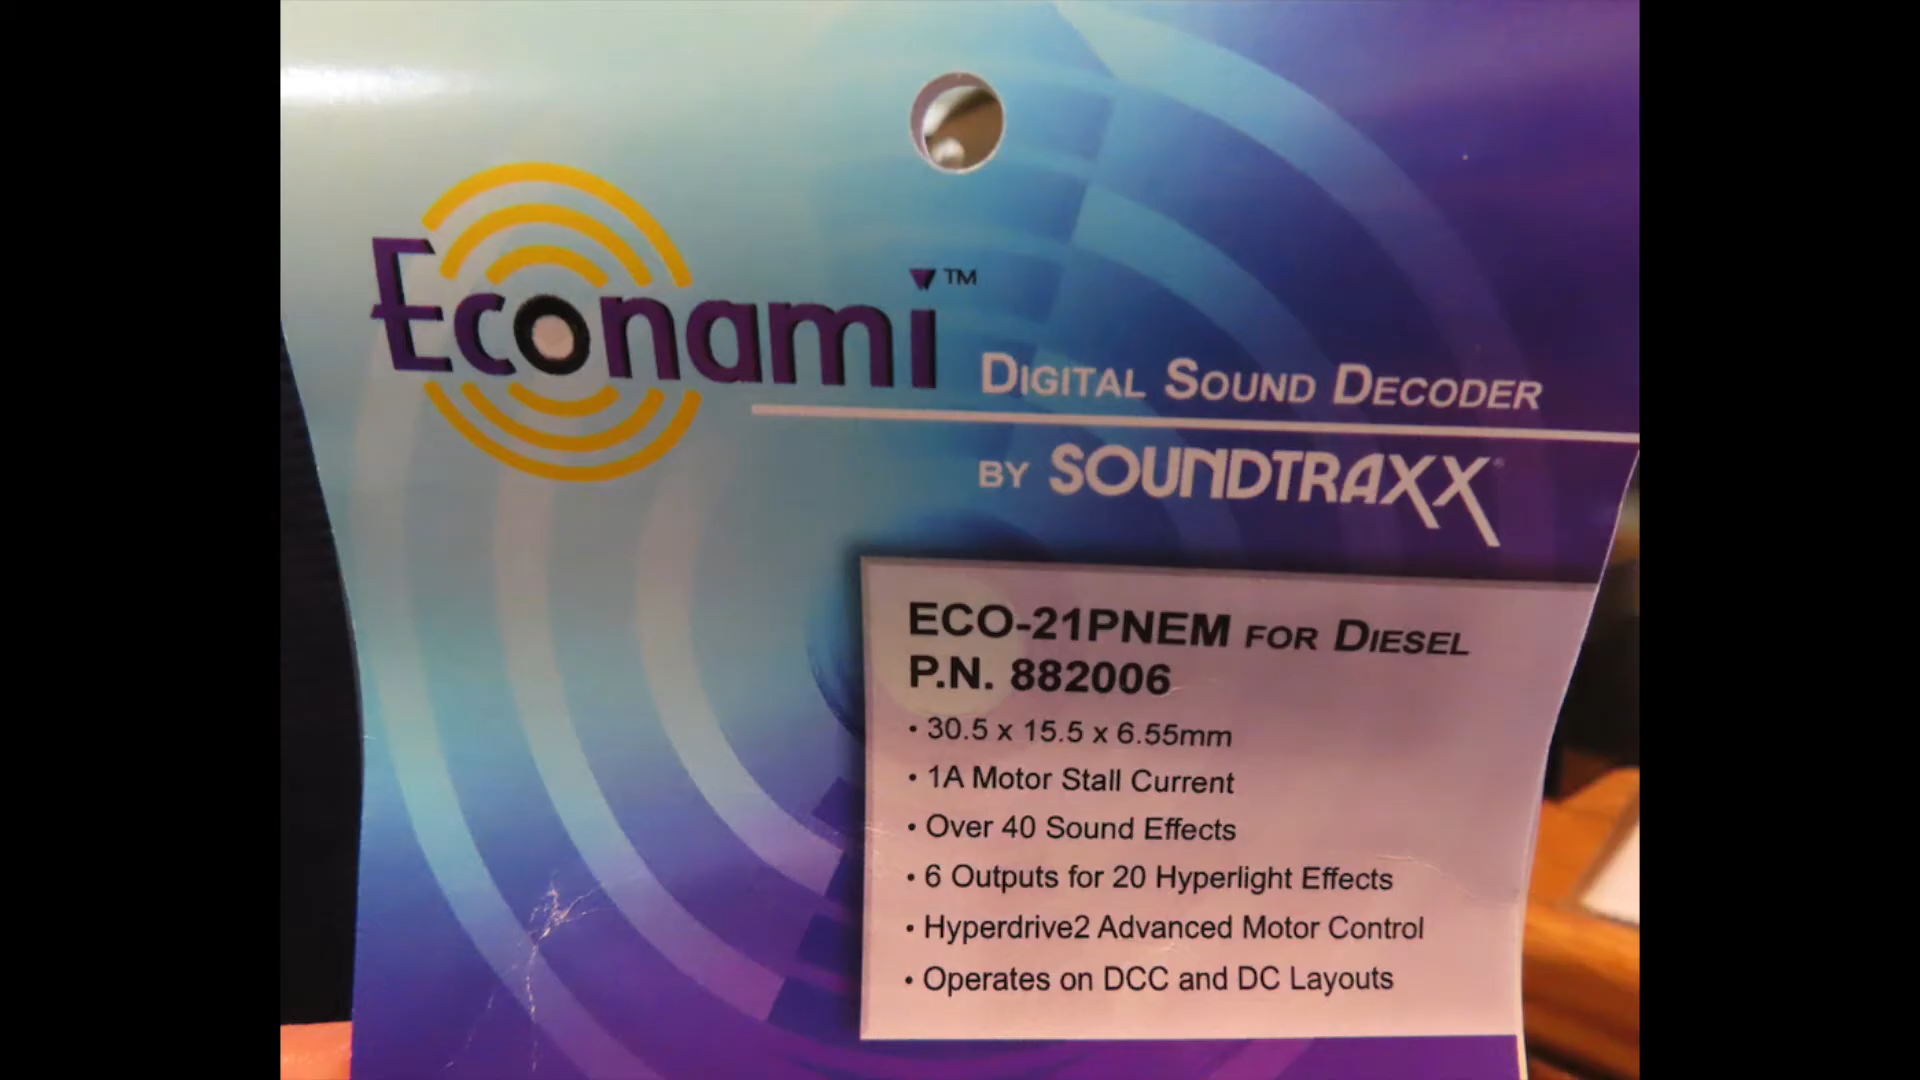 Econami™
DIGITAL SOUND DECODER
BY SOUNDTRAXX®
ECO-21PNEM FOR DIESEL
P.N. 882006
• 30.5 x 15.5 x 6.55mm
• 1A Motor Stall Current
• Over 40 Sound Effects
• 6 Outputs for 20 Hyperlight Effects
• Hyperdrive2 Advanced Motor Control
• Operates on DCC and DC Layouts